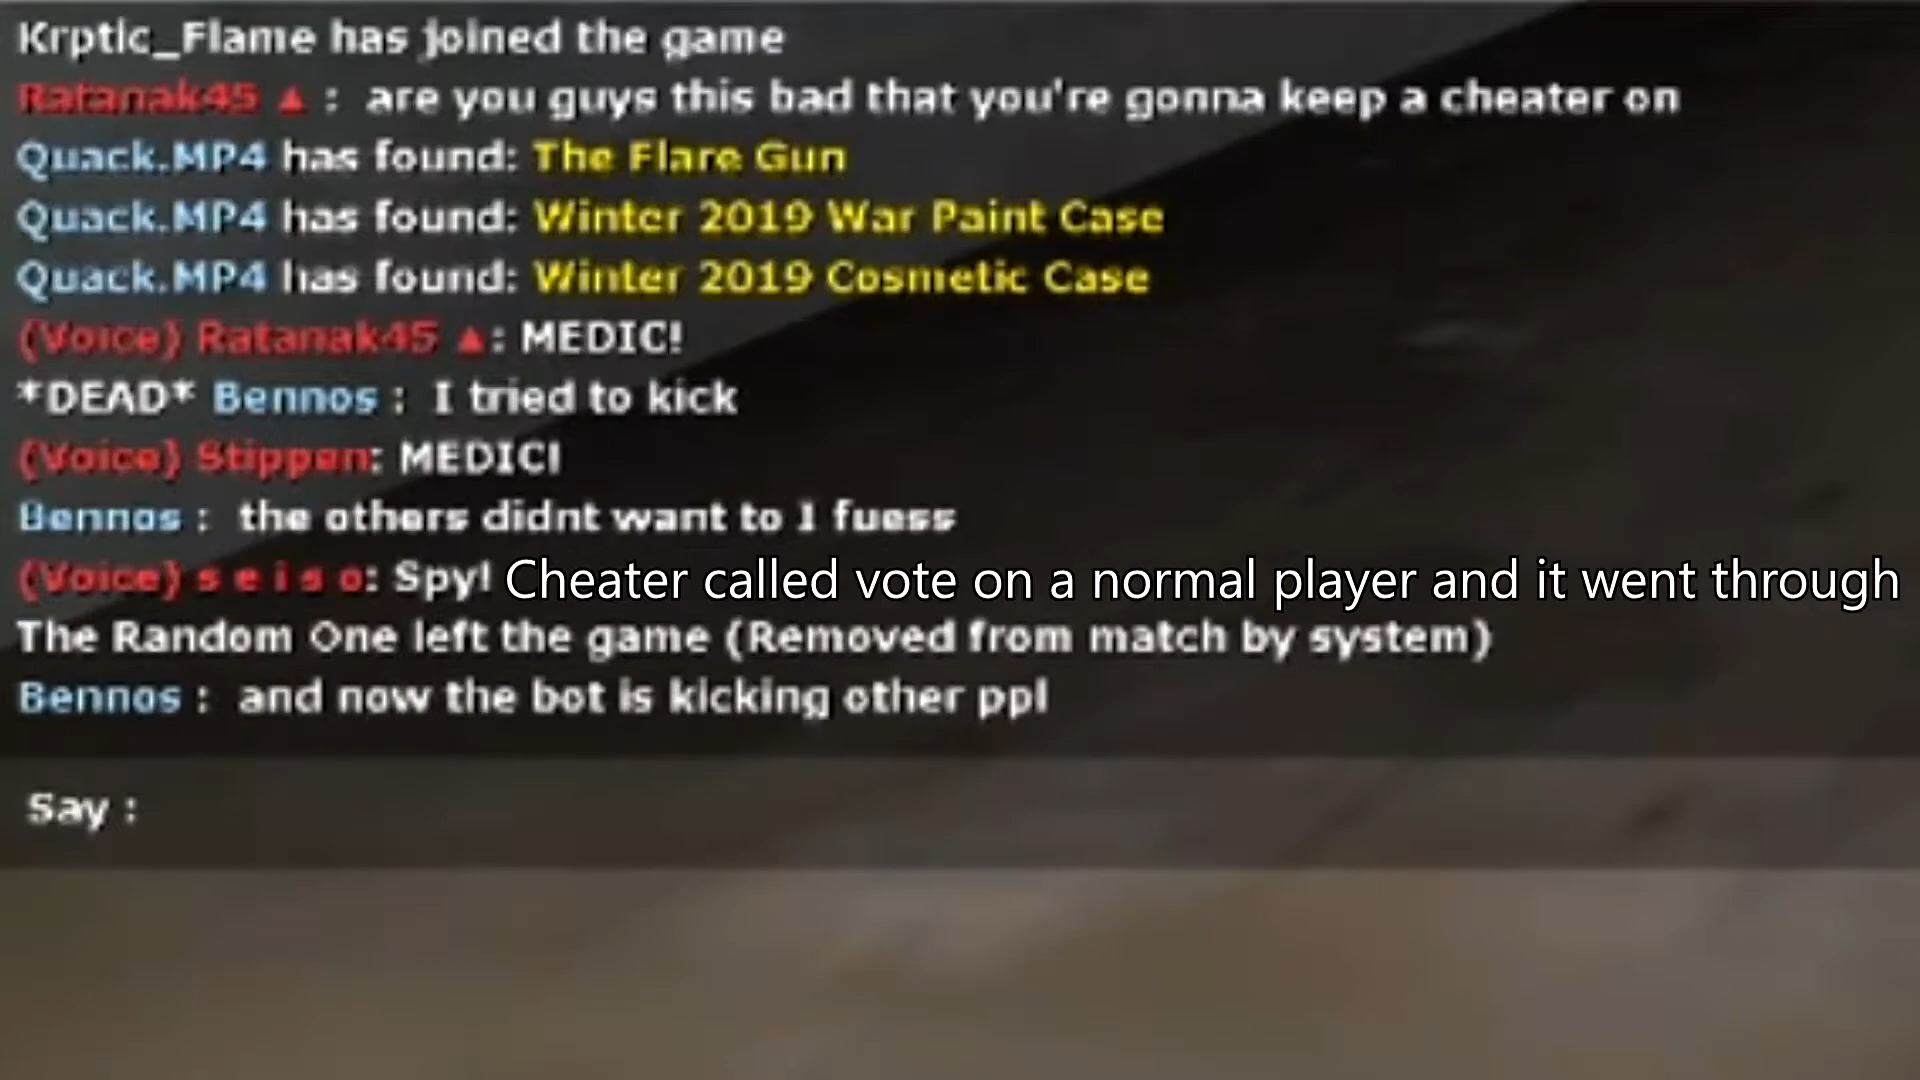 Krptic_Flame has joined the game
Ratanak45 ▲ : are you guys this bad that you're gonna keep a cheater on
Quack.MP4 has found: The Flare Gun
Quack.MP4 has found: Winter 2019 War Paint Case
Quack.MP4 has found: Winter 2019 Cosmetic Case
(Voice) Ratanak45 ▲: MEDIC!
*DEAD* Bennos : I tried to kick
(Voice) Stippen: MEDIC!
Bennos : the others didnt want to I fuess
(Voice) s e i s o: Spy! Cheater called vote on a normal player and it went through
The Random One left the game (Removed from match by system)
Bennos : and now the bot is kicking other ppl
Say :